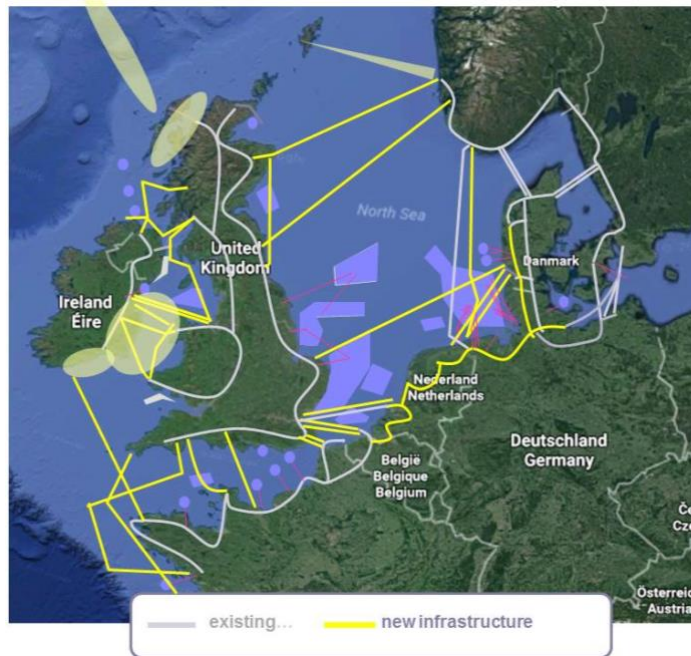 North Sea
United
Kingdom
Danmark
Ireland
Éire
Nederland
Netherlands
Deutschland
Germany
België
Belgique
Belgium
Österreic
Austria
existing...
new infrastructure